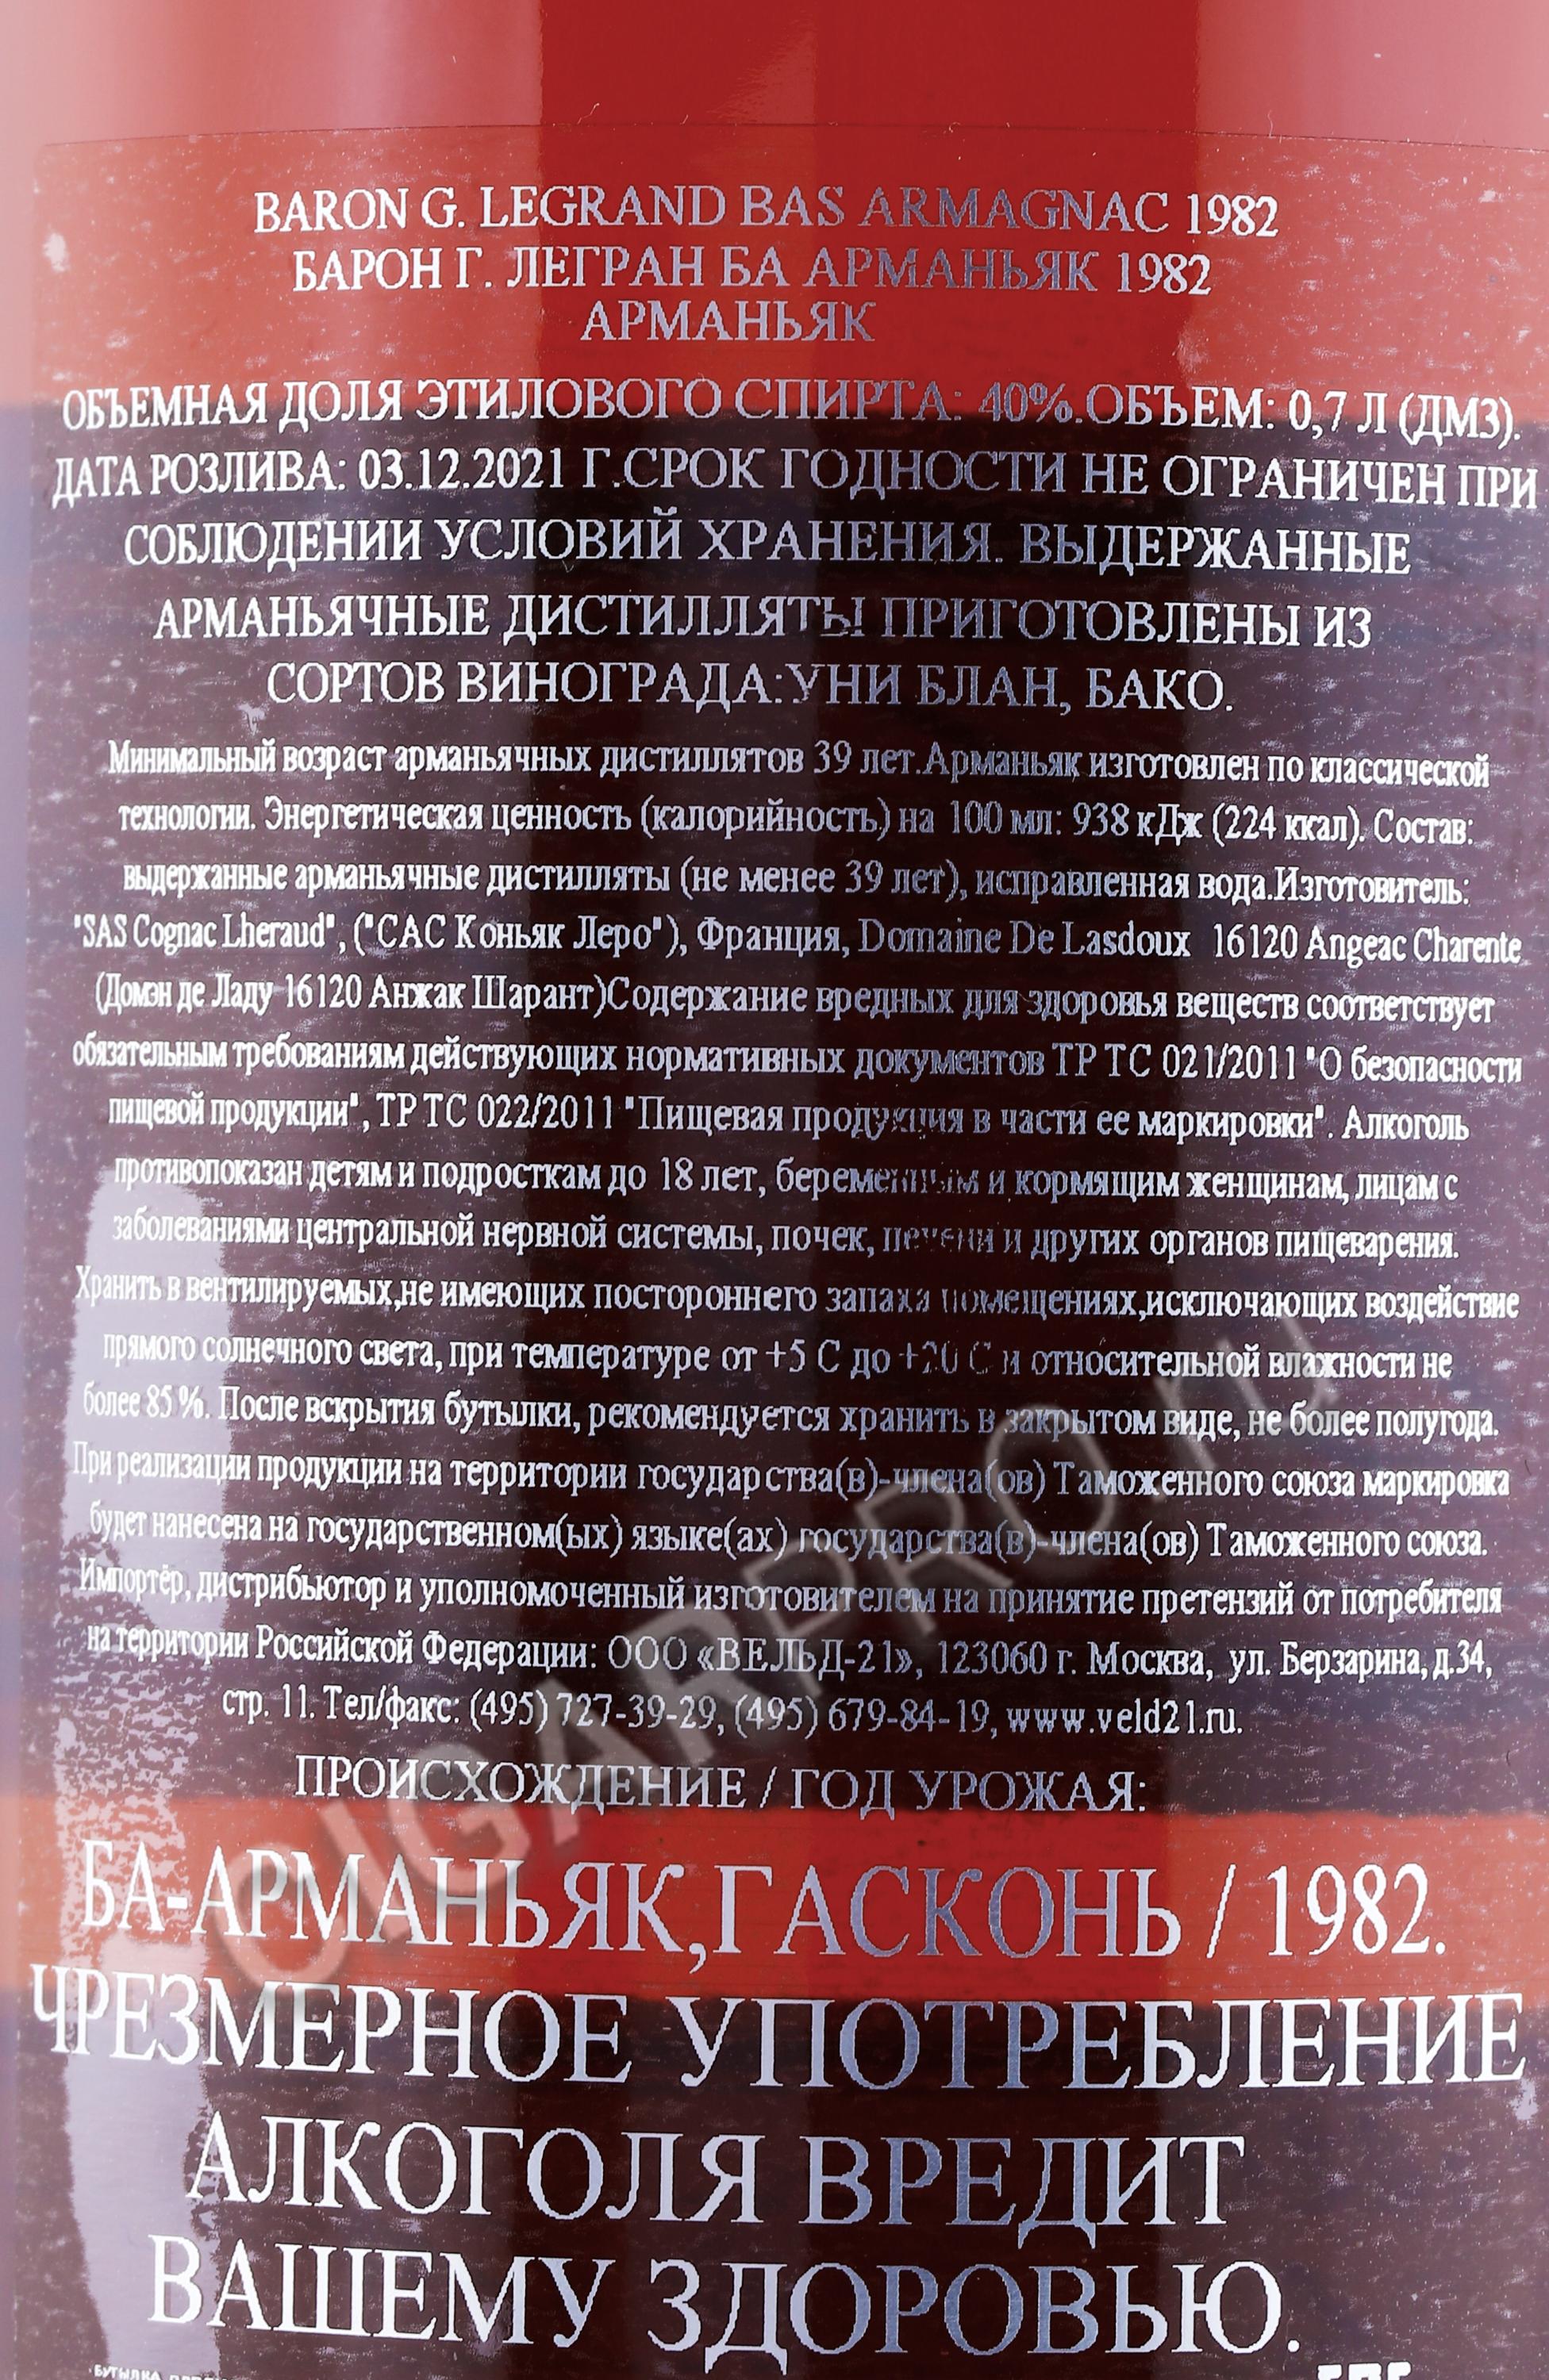 BARON G. LEGRAND BAS ARMAGNAC 1982
БАРОН Г. ЛЕГРАН БА АРМАНЬЯК 1982
АРМАНЬЯК
ОБЪЕМНАЯ ДОЛЯ ЭТИЛОВОГО СПИРТА: 40%.ОБЪЕМ: 0,7 Л (ДМ3).
ДАТА РОЗЛИВА: 03.12.2021 Г.СРОК ГОДНОСТИ НЕ ОГРАНИЧЕН ПРИ
СОБЛЮДЕНИИ УСЛОВИЙ ХРАНЕНИЯ. ВЫДЕРЖАННЫЕ
АРМАНЬЯЧНЫЕ ДИСТИЛЛЯТЫ ПРИГОТОВЛЕНЫ ИЗ
СОРТОВ ВИНОГРАДА:УНИ БЛАН, БАКО.
Минимальный возраст арманьячных дистиллятов 39 лет.Арманьяк изготовлен по классической
технологии. Энергетическая ценность (калорийность) на 100 мл: 938 кДж (224 ккал). Состав:
выдержанные арманьячные дистилляты (не менее 39 лет), исправленная вода.Изготовитель:
"SAS Cognac Lheraud", ("САС Коньяк Леро"), Франция, Domaine De Lasdoux 16120 Angeac Charente
(Домэн де Ладу 16120 Анжак Шарант)Содержание вредных для здоровья веществ соответствует
обязательным требованиям действующих нормативных документов ТР ТС 021/2011 "О безопасности
пищевой продукции", ТР ТС 022/2011 "Пищевая продукция в части ее маркировки". Алкоголь
противопоказан детям и подросткам до 18 лет, беременным и кормящим женщинам, лицам с
заболеваниями центральной нервной системы, почек, печени и других органов пищеварения.
Хранить в вентилируемых,не имеющих постороннего запаха помещениях,исключающих воздействие
прямого солнечного света, при температуре от +5 С до +20 С и относительной влажности не
более 85 %. После вскрытия бутылки, рекомендуется хранить в закрытом виде, не более полугода.
При реализации продукции на территории государства(в)-члена(ов) Таможенного союза маркировка
будет нанесена на государственном(ых) языке(ах) государства(в)-члена(ов) Таможенного союза.
Импортёр, дистрибьютор и уполномоченный изготовителем на принятие претензий от потребителя
на территории Российской Федерации: ООО «ВЕЛЬД-21», 123060 г. Москва, ул. Берзарина, д.34,
стр. 11. Тел/факс: (495) 727-39-29, (495) 679-84-19, www.veld21.ru.
ПРОИСХОЖДЕНИЕ / ГОД УРОЖАЯ:
БА-АРМАНЬЯК,ГАСКОНЬ / 1982.
ЧРЕЗМЕРНОЕ УПОТРЕБЛЕНИЕ
АЛКОГОЛЯ ВРЕДИТ
ВАШЕМУ ЗДОРОВЬЮ.
CIGARPRO.ru